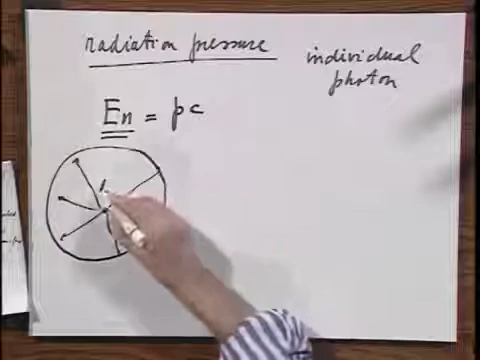 radiation pressure
individual
photon
En = pc